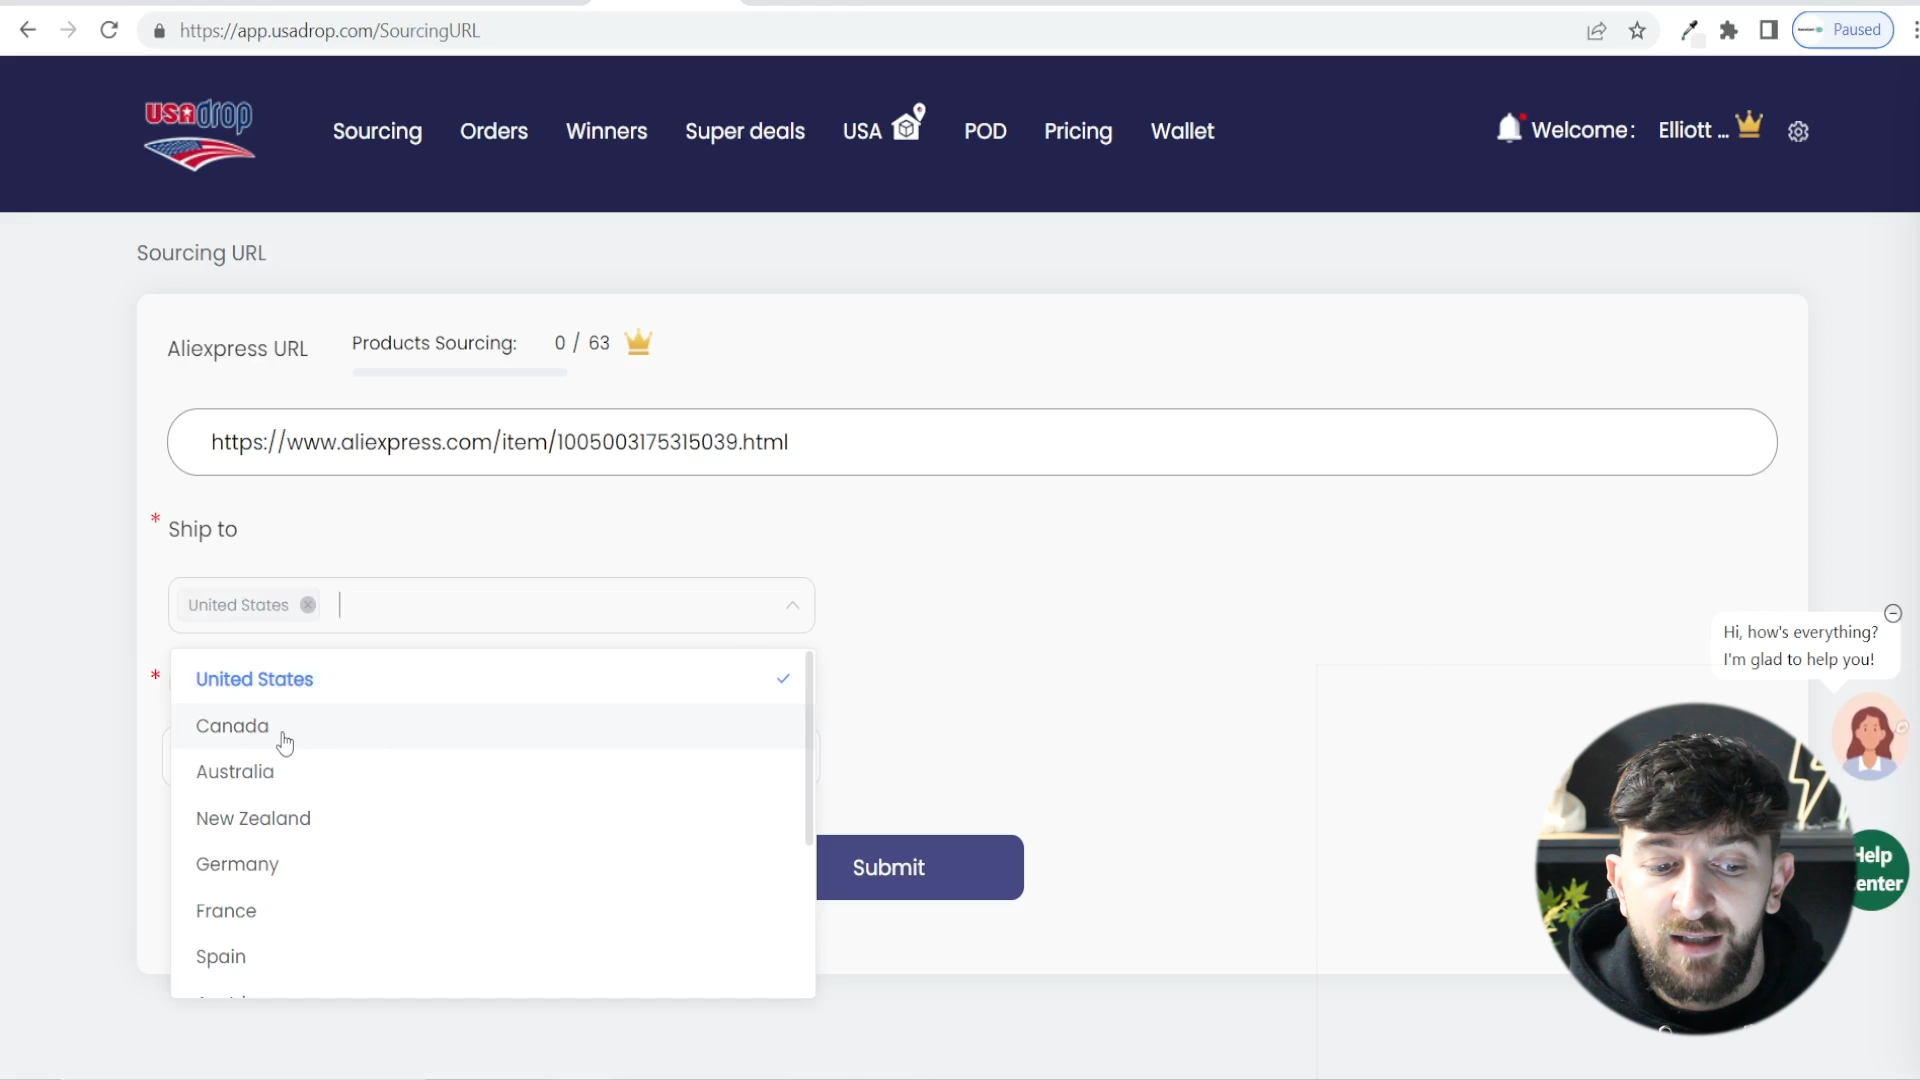 https://app.usadrop.com/SourcingURL
Paused
USAdrop
Sourcing
Orders
Winners
Super deals
USA
POD
Pricing
Wallet
Welcome:
Elliott ...
Sourcing URL
Aliexpress URL
Products Sourcing:
0 / 63
https://www.aliexpress.com/item/1005003175315039.html
* Ship to
United States
*
United States
Canada
Australia
New Zealand
Germany
France
Spain
Submit
Hi, how's everything?
I'm glad to help you!
Help
enter